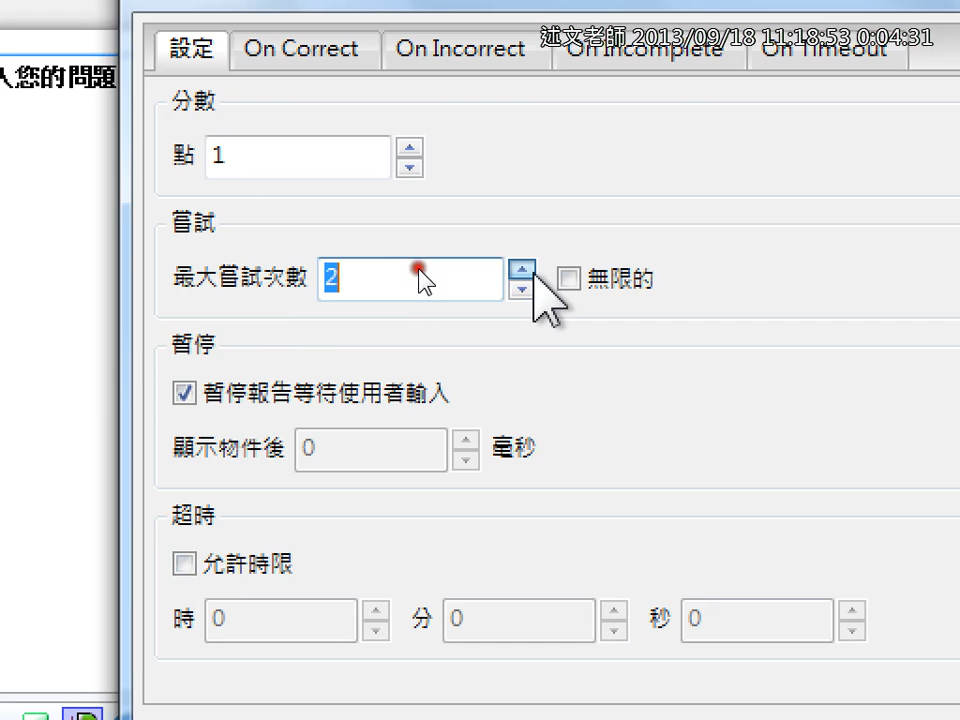 述文老師 2013/09/18 11:18:53 0:04:31
設定 On Correct On Incorrect On Incomplete On Timeout
入您的問題
分數
點 1
嘗試
最大嘗試次數 2 無限的
暫停
暫停報告等待使用者輸入
顯示物件後 0 毫秒
超時
允許時限
時 0 分 0 秒 0